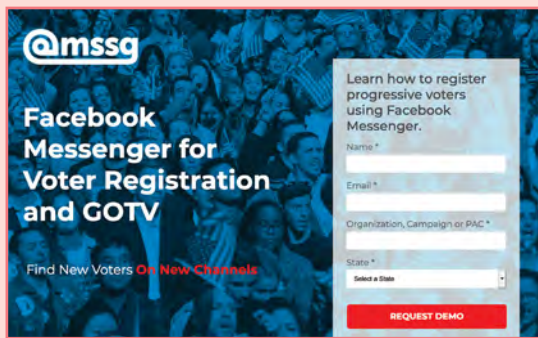 @mssg
Facebook
Messenger for
Voter Registration
and GOTV
Find New Voters On New Channels
Learn how to register
progressive voters
using Facebook
Messenger.
Name *
Email *
Organization, Campaign or PAC *
State *
Select a State
REQUEST DEMO